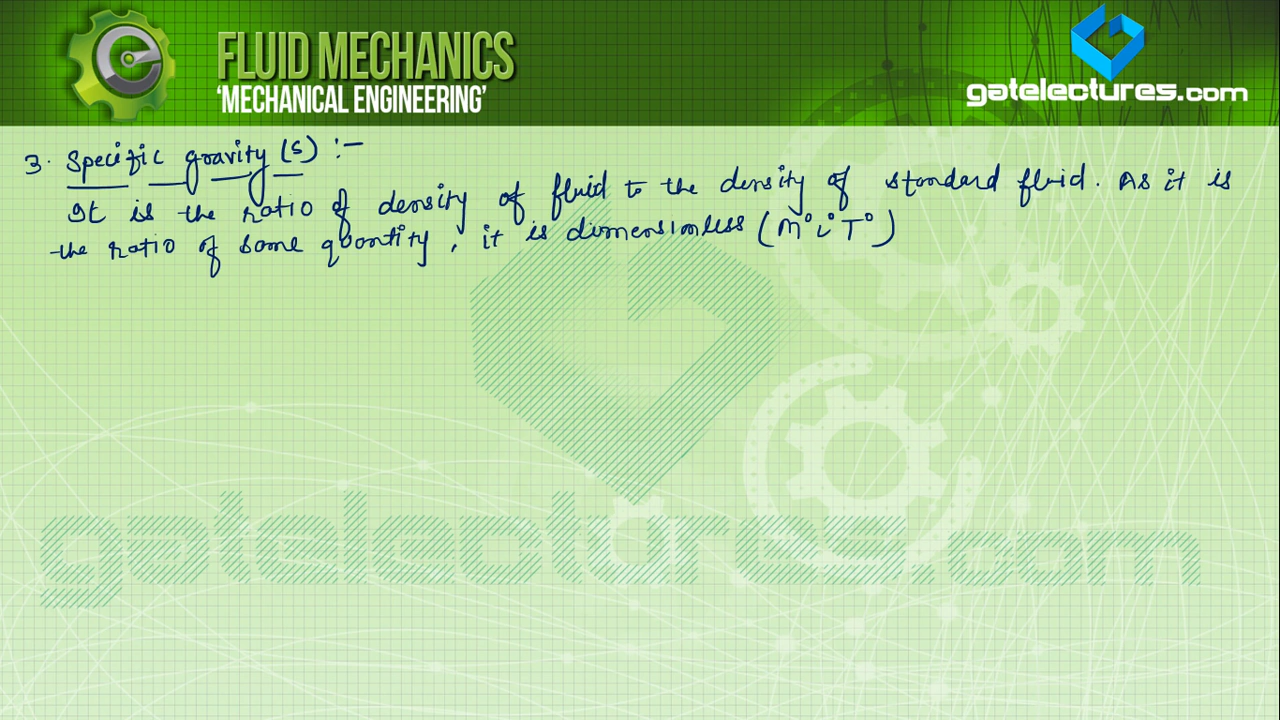 FLUID MECHANICS
'MECHANICAL ENGINEERING'
gatelectures.com
3. Specific gravity (s) :-
It is the ratio of density of fluid to the density of standard fluid. As it is
the ratio of same quantity, it is dimensionless (M°L°T°)
gatelectures.com